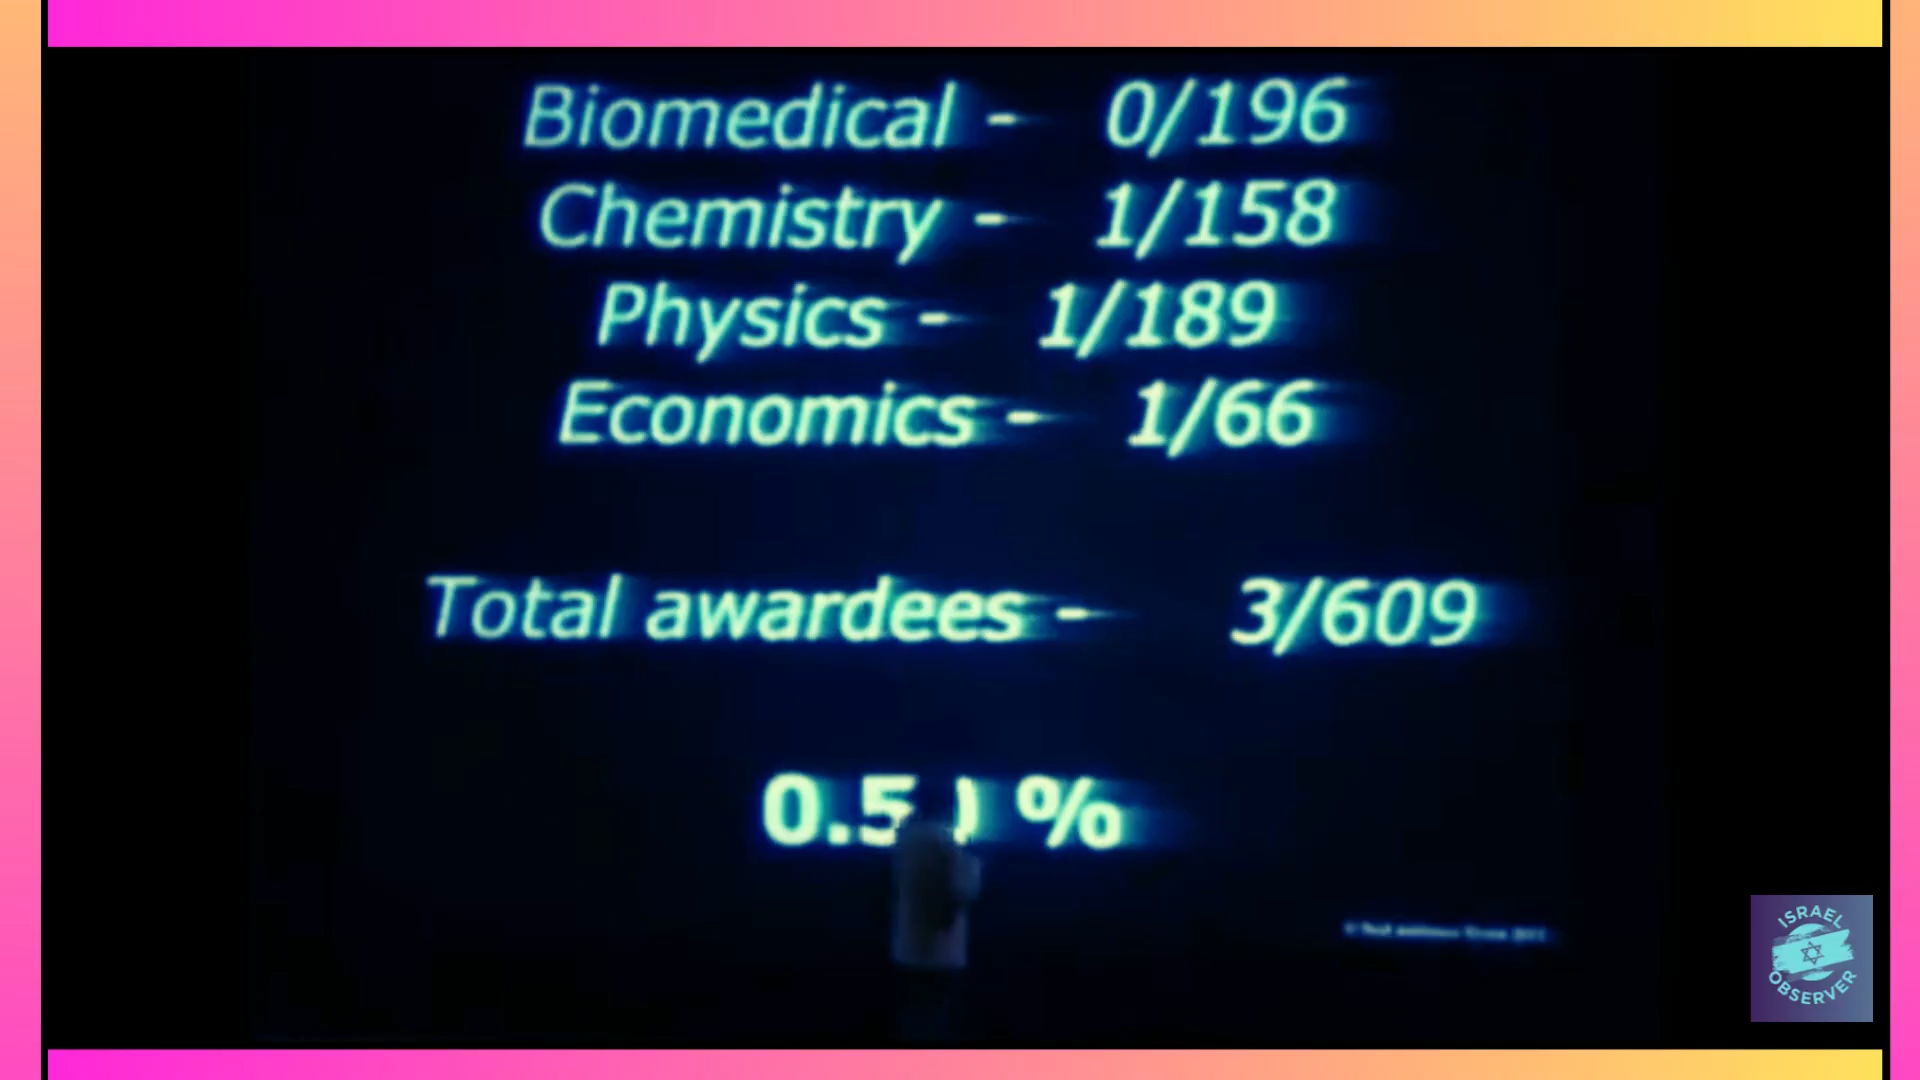 Biomedical - 0/196
Chemistry - 1/158
Physics - 1/189
Economics - 1/66
Total awardees - 3/609
%
ISRAEL
OBSERVER